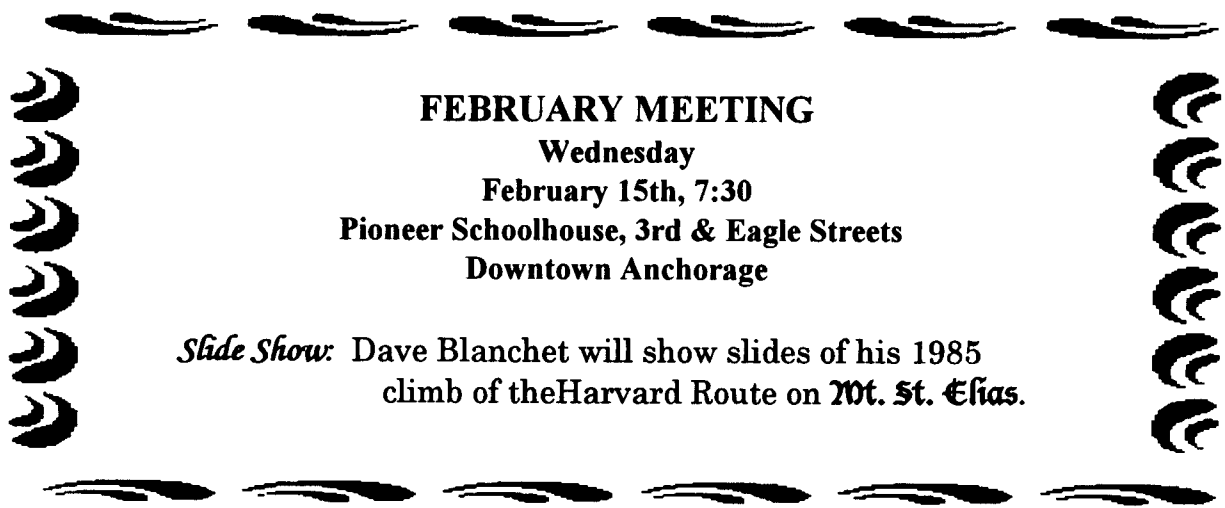 FEBRUARY MEETING
Wednesday
February 15th, 7:30
Pioneer Schoolhouse, 3rd & Eagle Streets
Downtown Anchorage
Slide Show: Dave Blanchet will show slides of his 1985
climb of theHarvard Route on Mt. St. Elias.